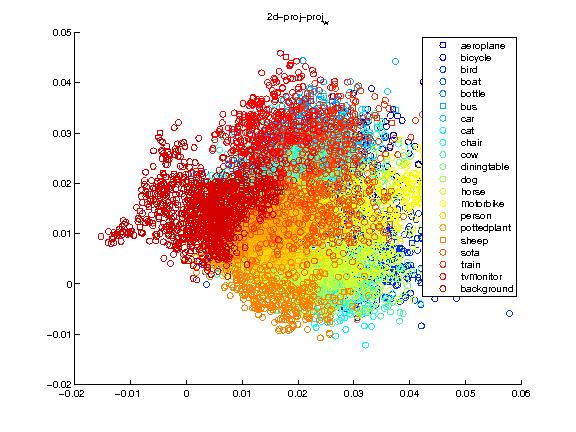 2d-proj-proj_w
0.05
0.04
0.03
0.02
0.01
0
-0.01
-0.02
-0.02
-0.01
0
0.01
0.02
0.03
0.04
0.05
0.06
aeroplane
bicycle
bird
boat
bottle
bus
car
cat
chair
cow
diningtable
dog
horse
Motorbike
person
pottedplant
sheep
sofa
train
tvMonitor
background